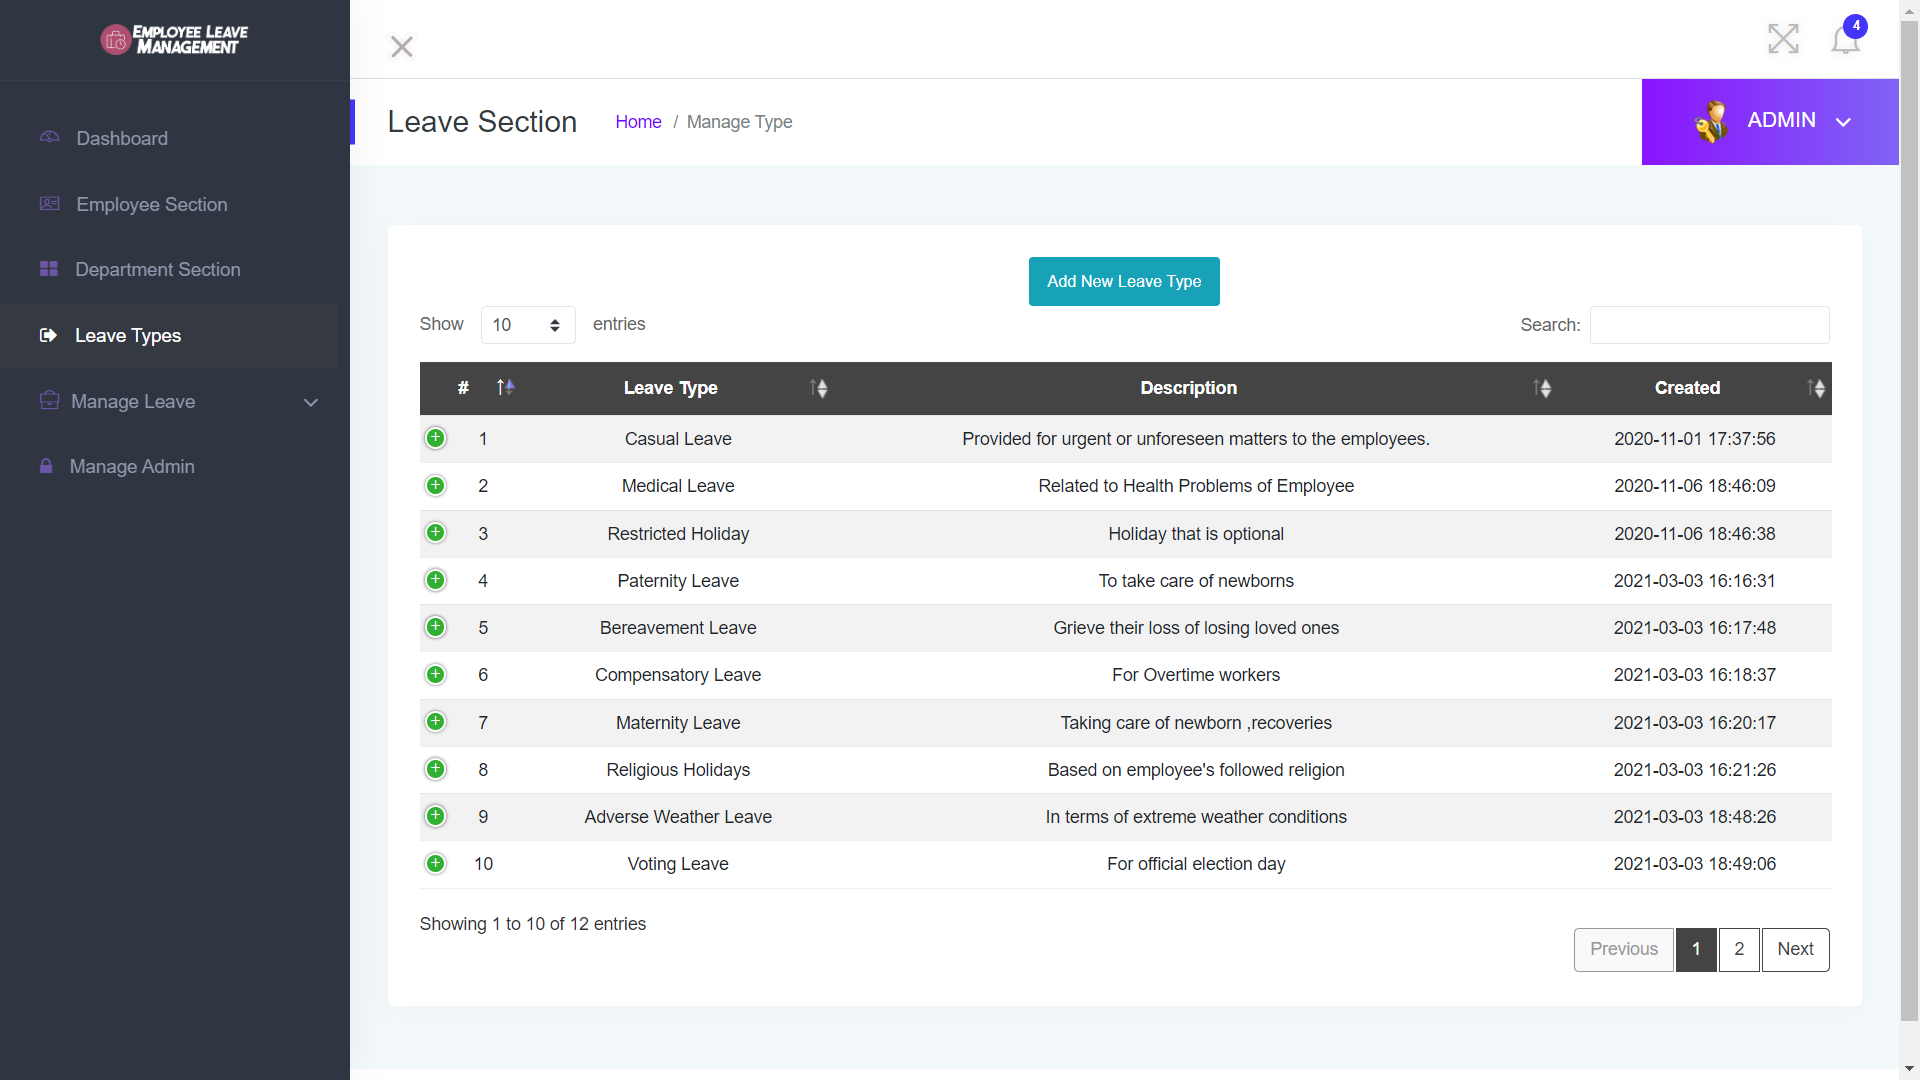 EMPLOYEE LEAVE
MANAGEMENT
4
Dashboard
Employee Section
Department Section
Leave Types
Manage Leave
Manage Admin
Leave Section
Home / Manage Type
ADMIN
Add New Leave Type
Show 10 entries
Search:
# Leave Type Description Created
1 Casual Leave Provided for urgent or unforeseen matters to the employees. 2020-11-01 17:37:56
2 Medical Leave Related to Health Problems of Employee 2020-11-06 18:46:09
3 Restricted Holiday Holiday that is optional 2020-11-06 18:46:38
4 Paternity Leave To take care of newborns 2021-03-03 16:16:31
5 Bereavement Leave Grieve their loss of losing loved ones 2021-03-03 16:17:48
6 Compensatory Leave For Overtime workers 2021-03-03 16:18:37
7 Maternity Leave Taking care of newborn ,recoveries 2021-03-03 16:20:17
8 Religious Holidays Based on employee's followed religion 2021-03-03 16:21:26
9 Adverse Weather Leave In terms of extreme weather conditions 2021-03-03 18:48:26
10 Voting Leave For official election day 2021-03-03 18:49:06
Showing 1 to 10 of 12 entries
Previous 1 2 Next